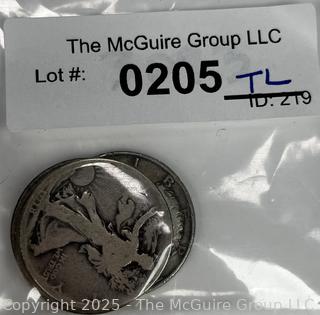 The McGuire Group LLC
Lot #: 0205 TL
ID: 219
Copyright 2025 - The McGuire Group LLC